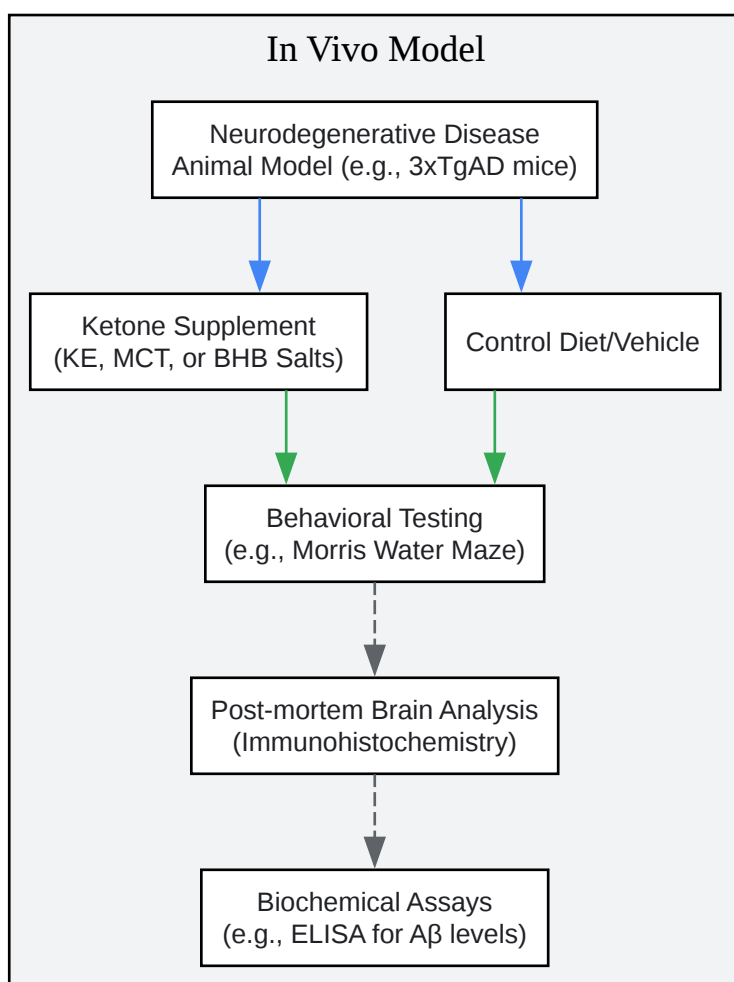 In Vivo Model
Neurodegenerative Disease
Animal Model (e.g., 3xTgAD mice)
Ketone Supplement
(KE, MCT, or BHB Salts)
Control Diet/Vehicle
Behavioral Testing
(e.g., Morris Water Maze)
Post-mortem Brain Analysis
(Immunohistochemistry)
Biochemical Assays
(e.g., ELISA for Aβ levels)